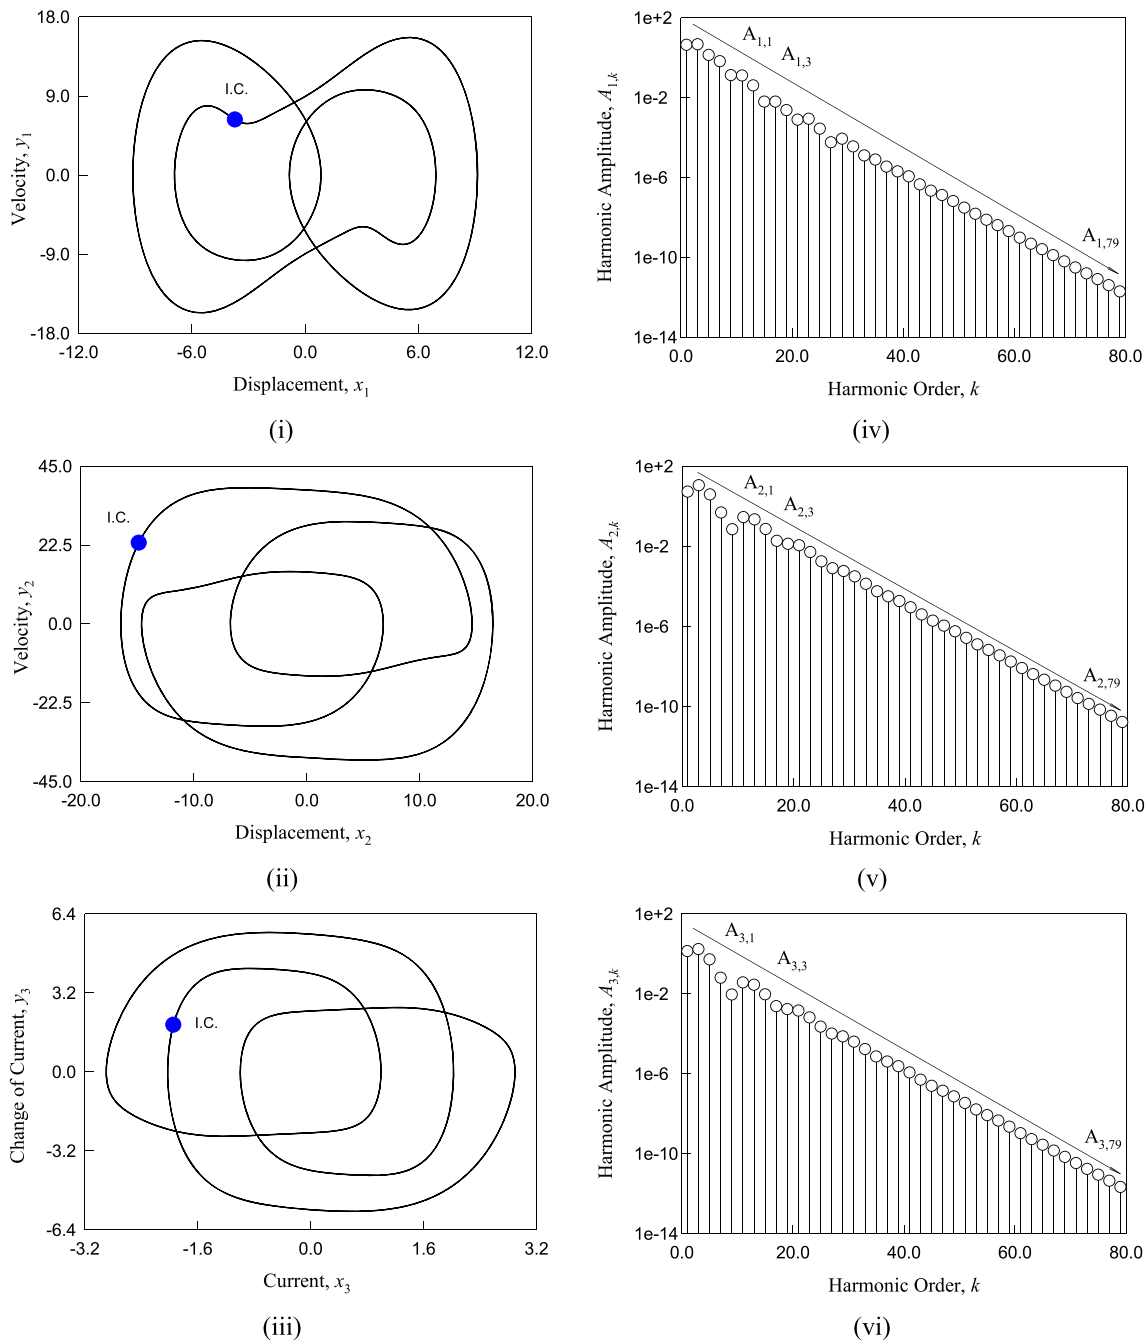 18.0
9.0
0.0
-9.0
-18.0
Velocity, y1
I.C.
-12.0 -6.0 0.0 6.0 12.0
Displacement, x1
(i)
1e+2
1e-2
1e-6
1e-10
1e-14
Harmonic Amplitude, A1,k
A1,1
A1,3
A1,79
0.0 20.0 40.0 60.0 80.0
Harmonic Order, k
(iv)
45.0
22.5
0.0
-22.5
-45.0
Velocity, y2
I.C.
-20.0 -10.0 0.0 10.0 20.0
Displacement, x2
(ii)
1e+2
1e-2
1e-6
1e-10
1e-14
Harmonic Amplitude, A2,k
A2,1
A2,3
A2,79
0.0 20.0 40.0 60.0 80.0
Harmonic Order, k
(v)
6.4
3.2
0.0
-3.2
-6.4
Change of Current, y3
I.C.
-3.2 -1.6 0.0 1.6 3.2
Current, x3
(iii)
1e+2
1e-2
1e-6
1e-10
1e-14
Harmonic Amplitude, A3,k
A3,1
A3,3
A3,79
0.0 20.0 40.0 60.0 80.0
Harmonic Order, k
(vi)